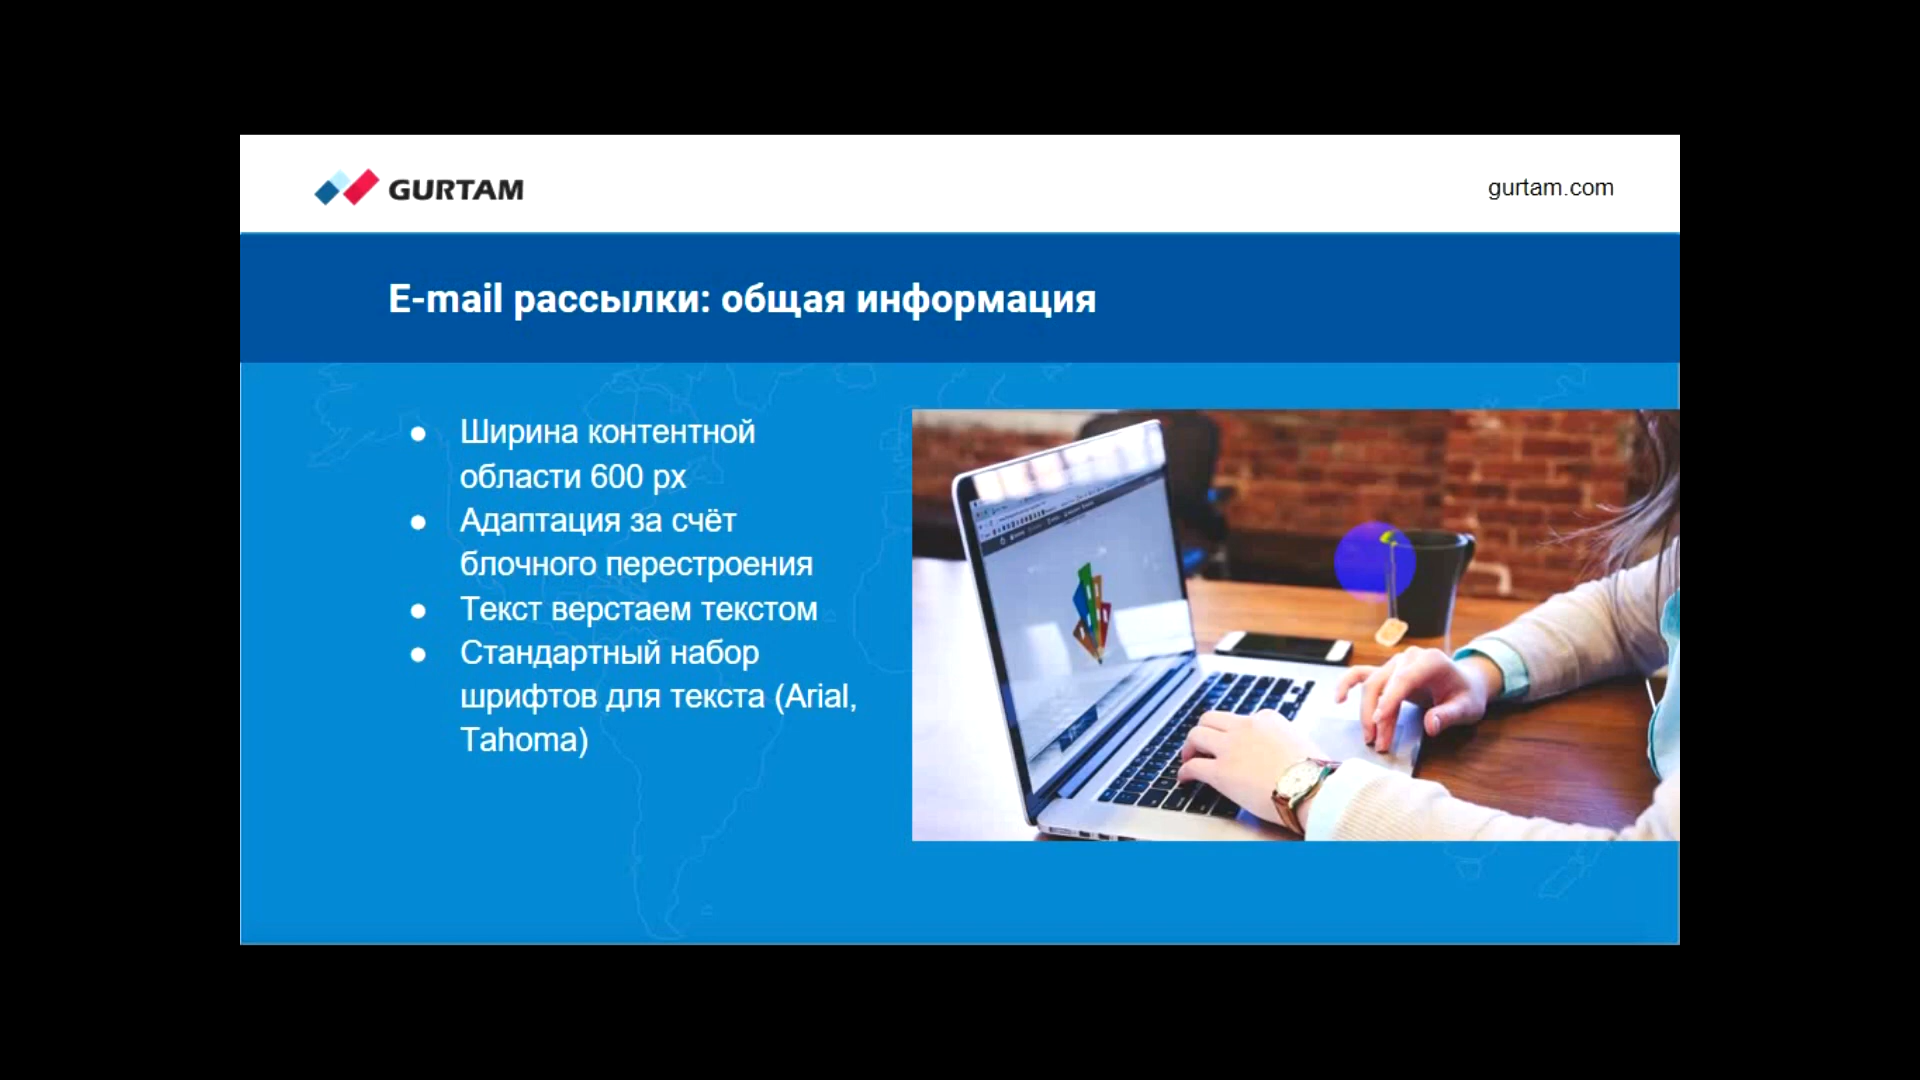 GURTAM
gurtam.com
E-mail рассылки: общая информация
● Ширина контентной
области 600 px
● Адаптация за счёт
блочного перестроения
● Текст верстаем текстом
● Стандартный набор
шрифтов для текста (Arial,
Tahoma)